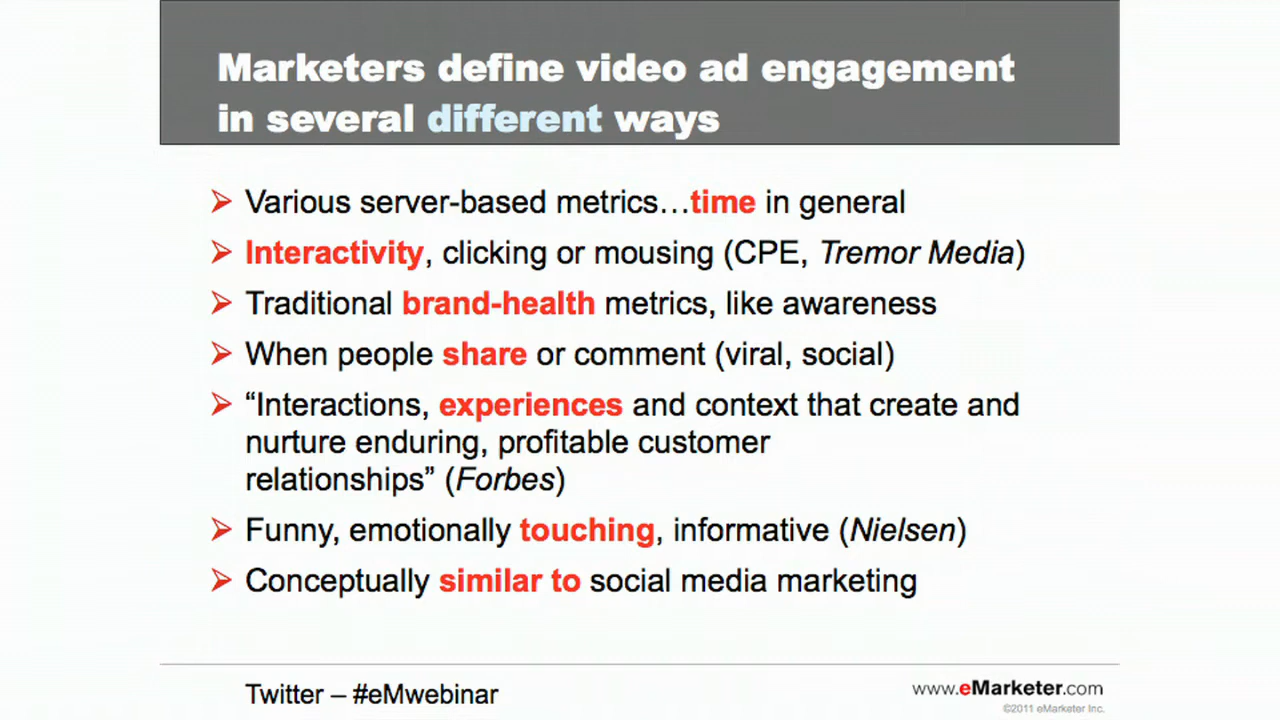 Marketers define video ad engagement
in several different ways
➢ Various server-based metrics…time in general
➢ Interactivity, clicking or mousing (CPE, Tremor Media)
➢ Traditional brand-health metrics, like awareness
➢ When people share or comment (viral, social)
➢ “Interactions, experiences and context that create and
nurture enduring, profitable customer
relationships” (Forbes)
➢ Funny, emotionally touching, informative (Nielsen)
➢ Conceptually similar to social media marketing
Twitter – #eMwebinar
www.eMarketer.com
©2011 eMarketer Inc.